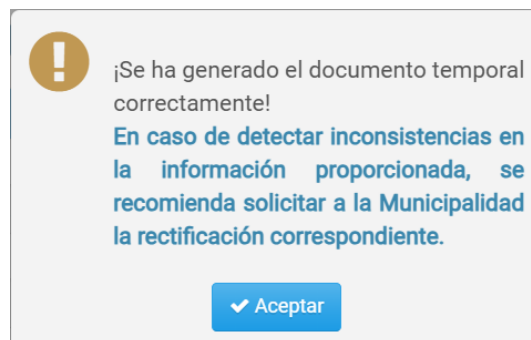 ¡Se ha generado el documento temporal
correctamente!
En caso de detectar inconsistencias en
la información proporcionada, se
recomienda solicitar a la Municipalidad
la rectificación correspondiente.
Aceptar